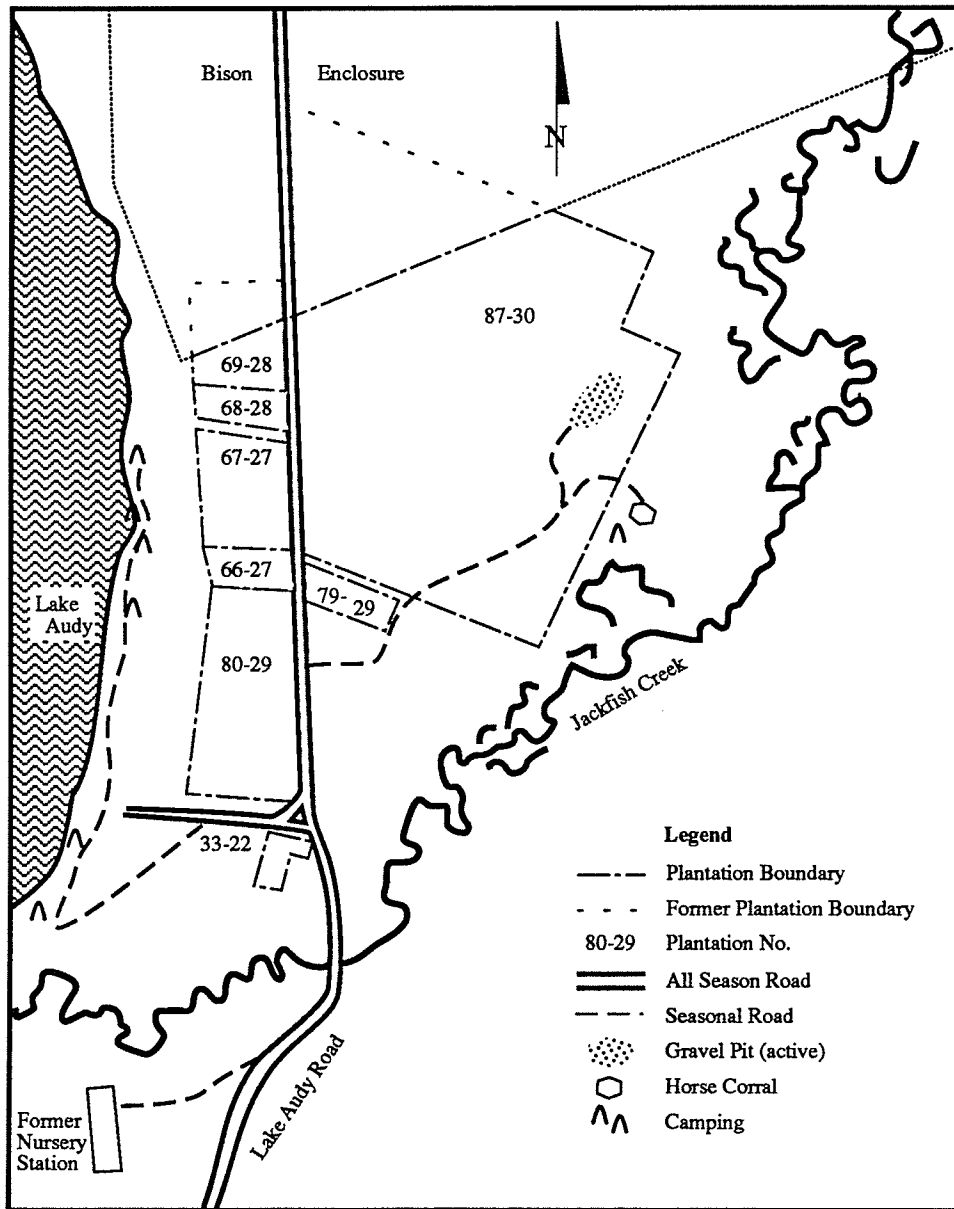 Bison Enclosure
N
87-30
69-28
68-28
67-27
66-27
79-29
Lake
Audy
80-29
Jackfish Creek
33-22
Lake Audy Road
Former
Nursery
Station
Legend
Plantation Boundary
Former Plantation Boundary
80-29 Plantation No.
All Season Road
Seasonal Road
Gravel Pit (active)
Horse Corral
Camping